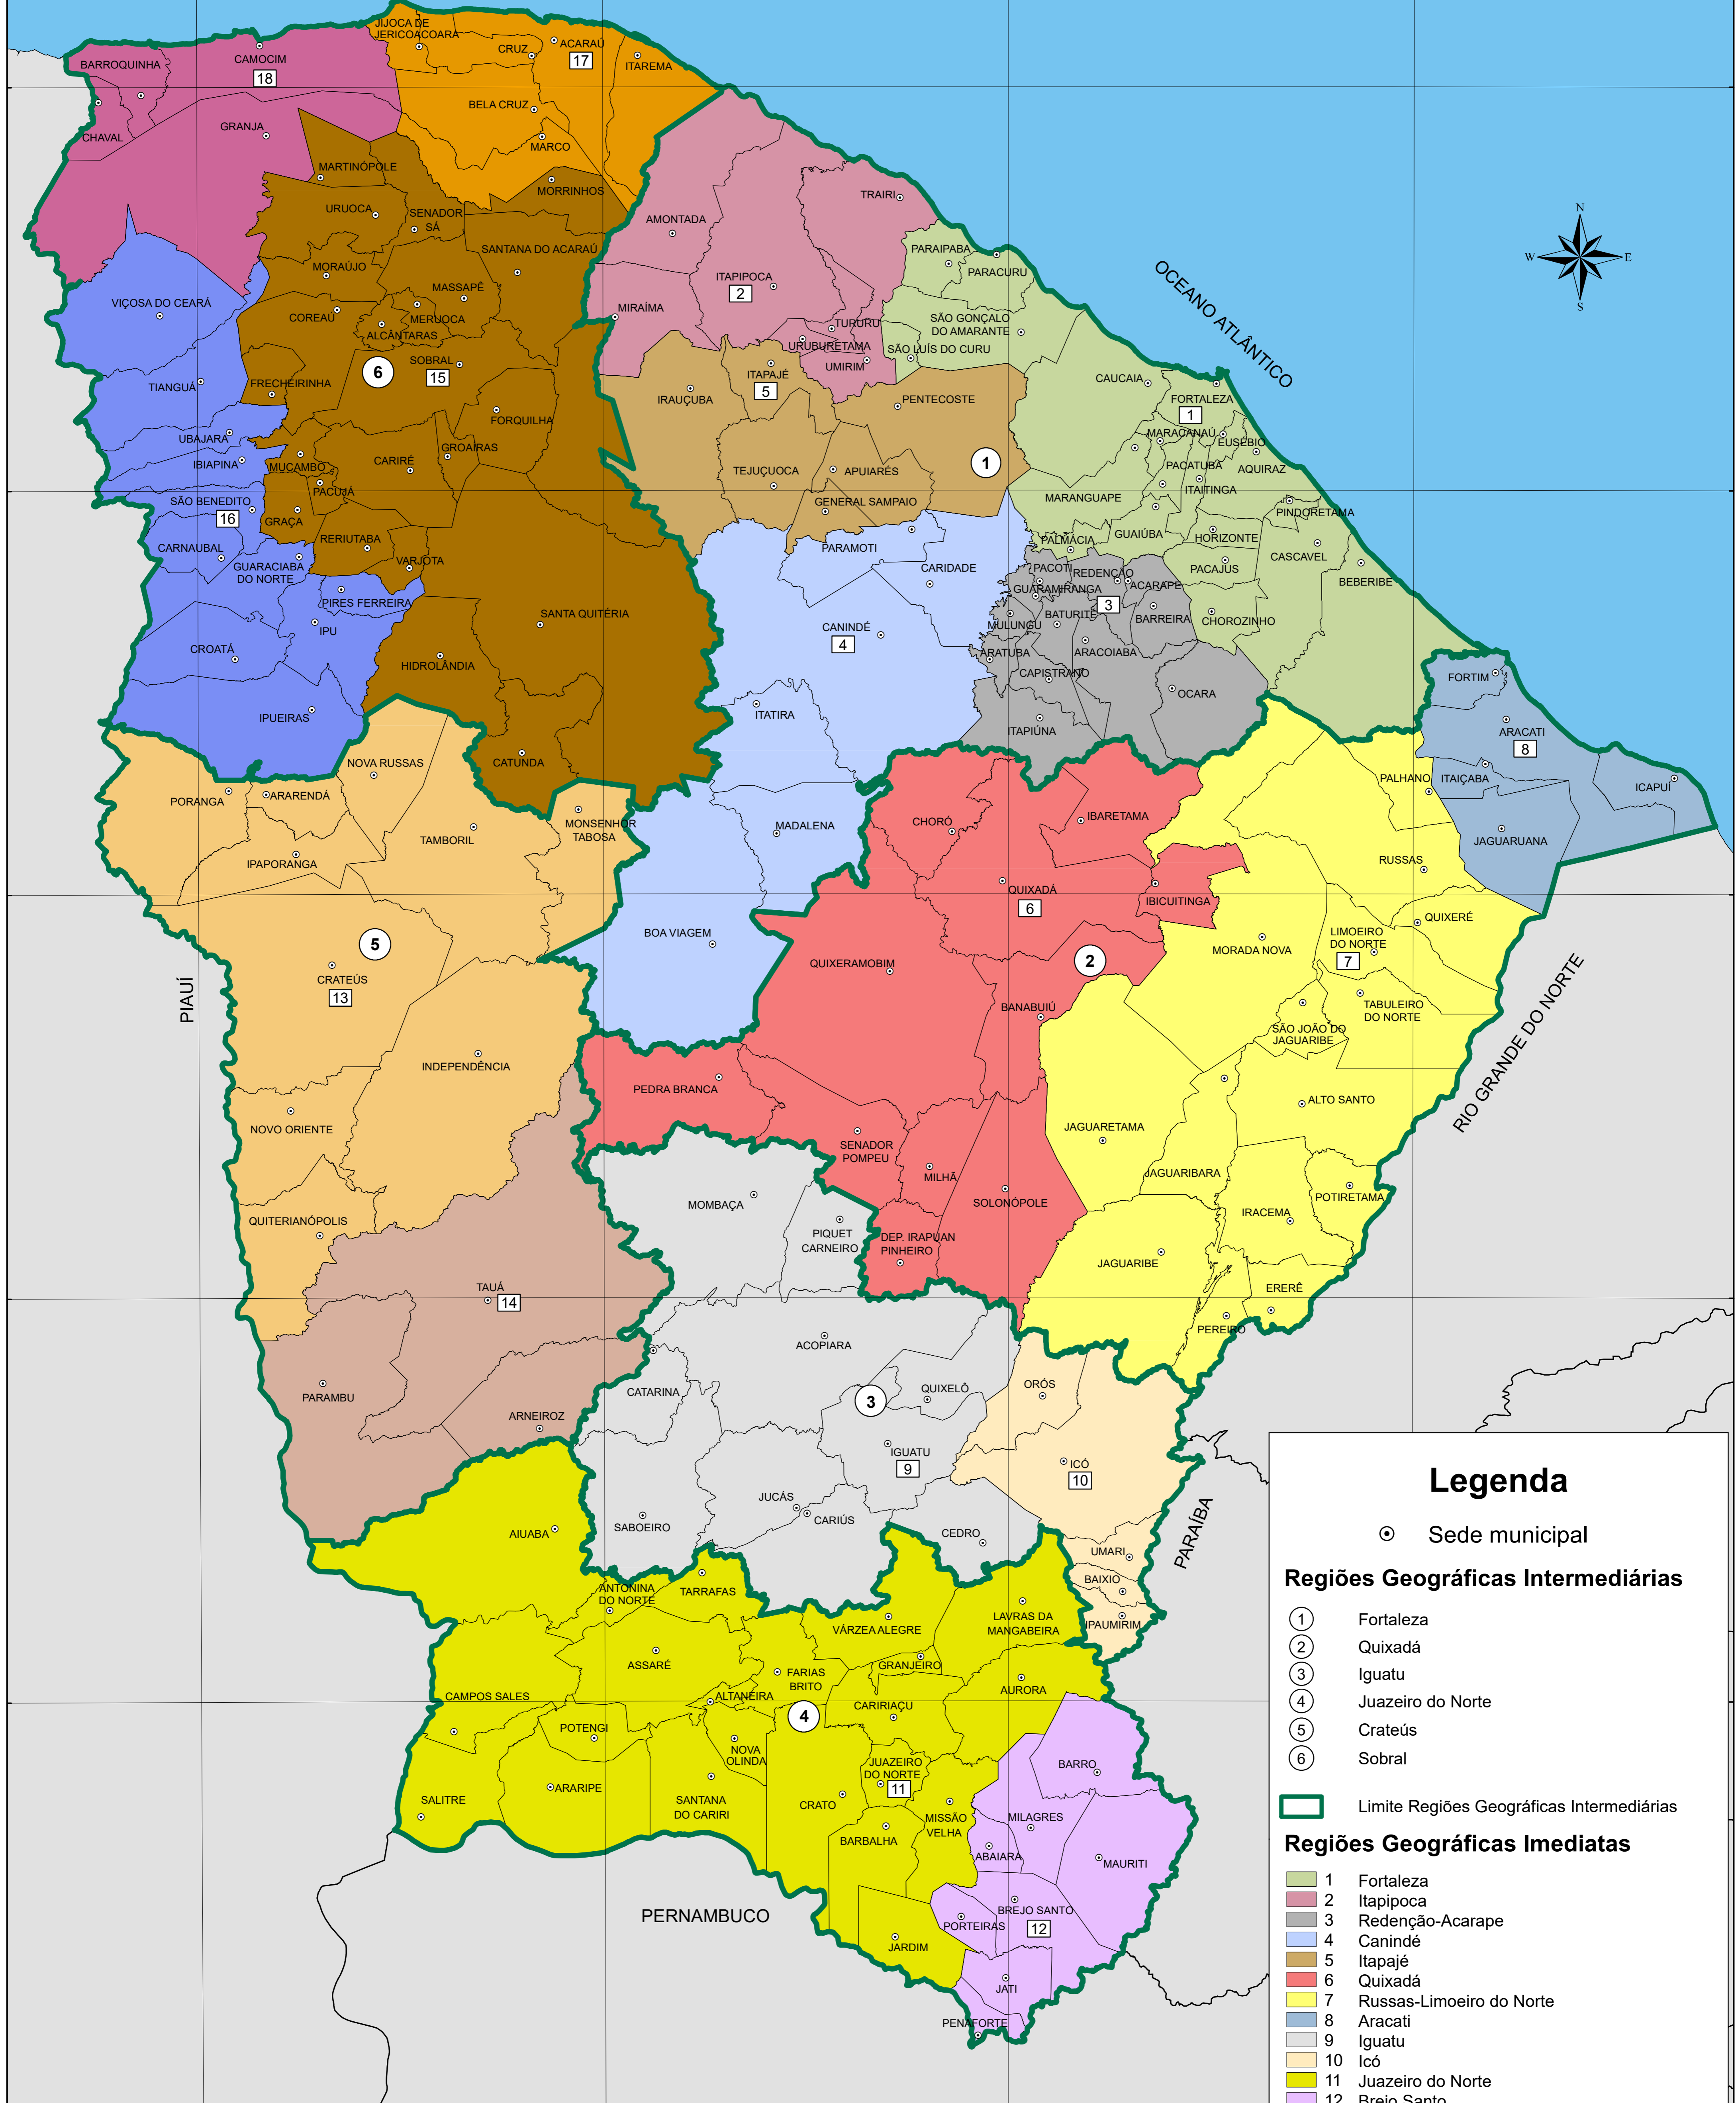 JIJOCA DE
JERICOACOARA
CRUZ
ACARAÚ
17
ITAREMA
BARROQUINHA
CAMOCIM
18
BELA CRUZ
CHAVAL
GRANJA
MARCO
MARTINÓPOLE
MORRINHOS
URUOCA
SENADOR
SÁ
SANTANA DO ACARAÚ
MORAÚJO
MASSAPÊ
VIÇOSA DO CEARÁ
COREAÚ
MERUOCA
ALCÂNTARAS
SOBRAL
15
6
TIANGUÁ
FRECHEIRINHA
FORQUILHA
UBAJARA
IBIAPINA
MUCAMBO
CARIRÉ
GROAÍRAS
PACUJÁ
SÃO BENEDITO
16
GRAÇA
RERIUTABA
CARNAUBAL
GUARACIABA
DO NORTE
VARJOTA
PIRES FERREIRA
IPU
CROATÁ
HIDROLÂNDIA
SANTA QUITÉRIA
IPUEIRAS
CATUNDA
TRAIRI
AMONTADA
ITAPIPOCA
2
MIRAÍMA
TURURU
URUBURETAMA
UMIRIM
PARAIPABA
PARACURU
SÃO GONÇALO
DO AMARANTE
SÃO LUÍS DO CURU
ITAPAJÉ
5
IRAUÇUBA
PENTECOSTE
1
TEJUÇUOCA
APUIARÉS
GENERAL SAMPAIO
CAUCAIA
FORTALEZA
1
MARACANAÚ
EUSÉBIO
PACATUBA
AQUIRAZ
ITAITINGA
MARANGUAPE
PINDORETAMA
PALMÁCIA
GUAIÚBA
HORIZONTE
CASCAVEL
PACAJUS
BEBERIBE
CHOROZINHO
PARAMOTI
CARIDADE
CANINDÉ
4
ITATIRA
MADALENA
BOA VIAGEM
PACOTI
REDENÇÃO
GUARAMIRANGA
ACARAPE
3
BATURITÉ
MULUNGU
BARREIRA
ARATUBA
ARACOIABA
CAPISTRANO
OCARA
ITAPIÚNA
OCEANO ATLÂNTICO
N
W
E
S
FORTIM
ARACATI
8
ITAIÇABA
ICAPUÍ
JAGUARUANA
PALHANO
RUSSAS
QUIXERÉ
LIMOEIRO
DO NORTE
7
MORADA NOVA
TABULEIRO
DO NORTE
SÃO JOÃO DO
JAGUARIBE
ALTO SANTO
JAGUARETAMA
JAGUARIBARA
POTIRETAMA
IRACEMA
JAGUARIBE
ERERÊ
PEREIRO
CHORÓ
IBARETAMA
QUIXADÁ
6
IBICUITINGA
2
QUIXERAMOBIM
BANABUIÚ
PEDRA BRANCA
SENADOR
POMPEU
MILHÃ
SOLONÓPOLE
DEP. IRAPUAN
PINHEIRO
NOVA RUSSAS
PORANGA
ARARENDÁ
TAMBORIL
MONSENHOR
TABOSA
IPAPORANGA
5
CRATEÚS
13
INDEPENDÊNCIA
NOVO ORIENTE
QUITERIANÓPOLIS
TAUÁ
14
PARAMBU
ARNEIROZ
PIAUÍ
RIO GRANDE DO NORTE
MOMBAÇA
PIQUET
CARNEIRO
ACOPIARA
CATARINA
QUIXELÔ
3
IGUATU
9
JUCÁS
CARIÚS
SABOEIRO
CEDRO
ORÓS
ICÓ
10
UMARI
BAIXIO
IPAUMIRIM
PARAÍBA
AIUABA
ANTONINA
DO NORTE
TARRAFAS
VÁRZEA ALEGRE
LAVRAS DA
MANGABEIRA
ASSARÉ
FARIAS
BRITO
GRANJEIRO
AURORA
CAMPOS SALES
ALTANEIRA
4
CARIRIAÇU
POTENGI
NOVA
OLINDA
JUAZEIRO
DO NORTE
11
SALITRE
ARARIPE
SANTANA
DO CARIRI
CRATO
MISSÃO
VELHA
BARBALHA
JARDIM
BARRO
MILAGRES
ABAIARA
MAURITI
BREJO SANTO
12
PORTEIRAS
JATI
PENAFORTE
PERNAMBUCO
Legenda
Sede municipal
Regiões Geográficas Intermediárias
1 Fortaleza
2 Quixadá
3 Iguatu
4 Juazeiro do Norte
5 Crateús
6 Sobral
Limite Regiões Geográficas Intermediárias
Regiões Geográficas Imediatas
1 Fortaleza
2 Itapipoca
3 Redenção-Acarape
4 Canindé
5 Itapajé
6 Quixadá
7 Russas-Limoeiro do Norte
8 Aracati
9 Iguatu
10 Icó
11 Juazeiro do Norte
12 Brejo Santo